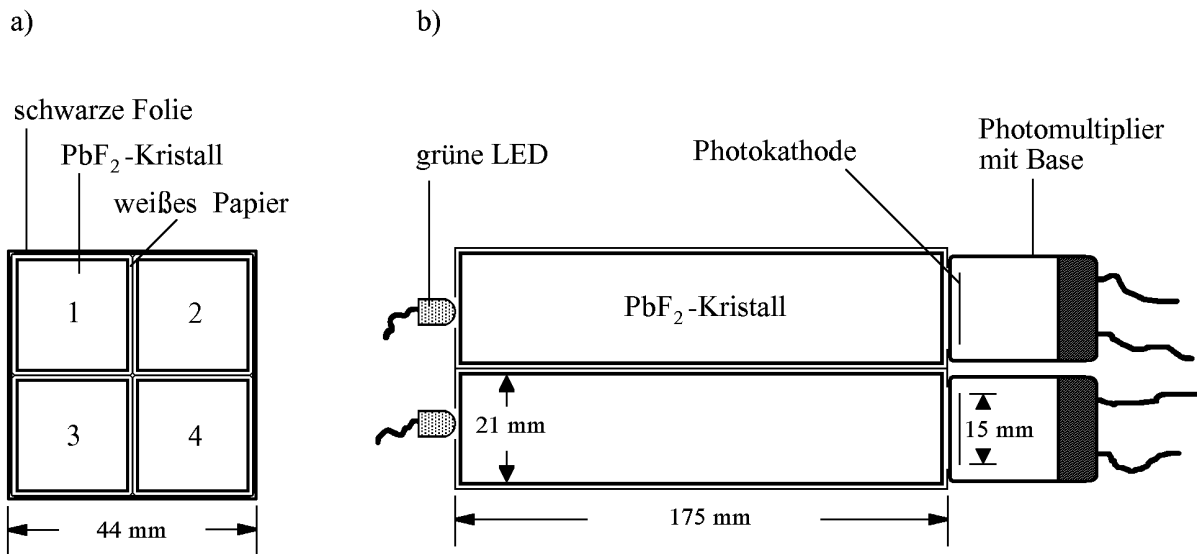 a)
schwarze Folie
PbF₂-Kristall
weißes Papier
1
2
3
4
44 mm
b)
grüne LED
Photokathode
Photomultiplier
mit Base
PbF₂-Kristall
21 mm
15 mm
175 mm